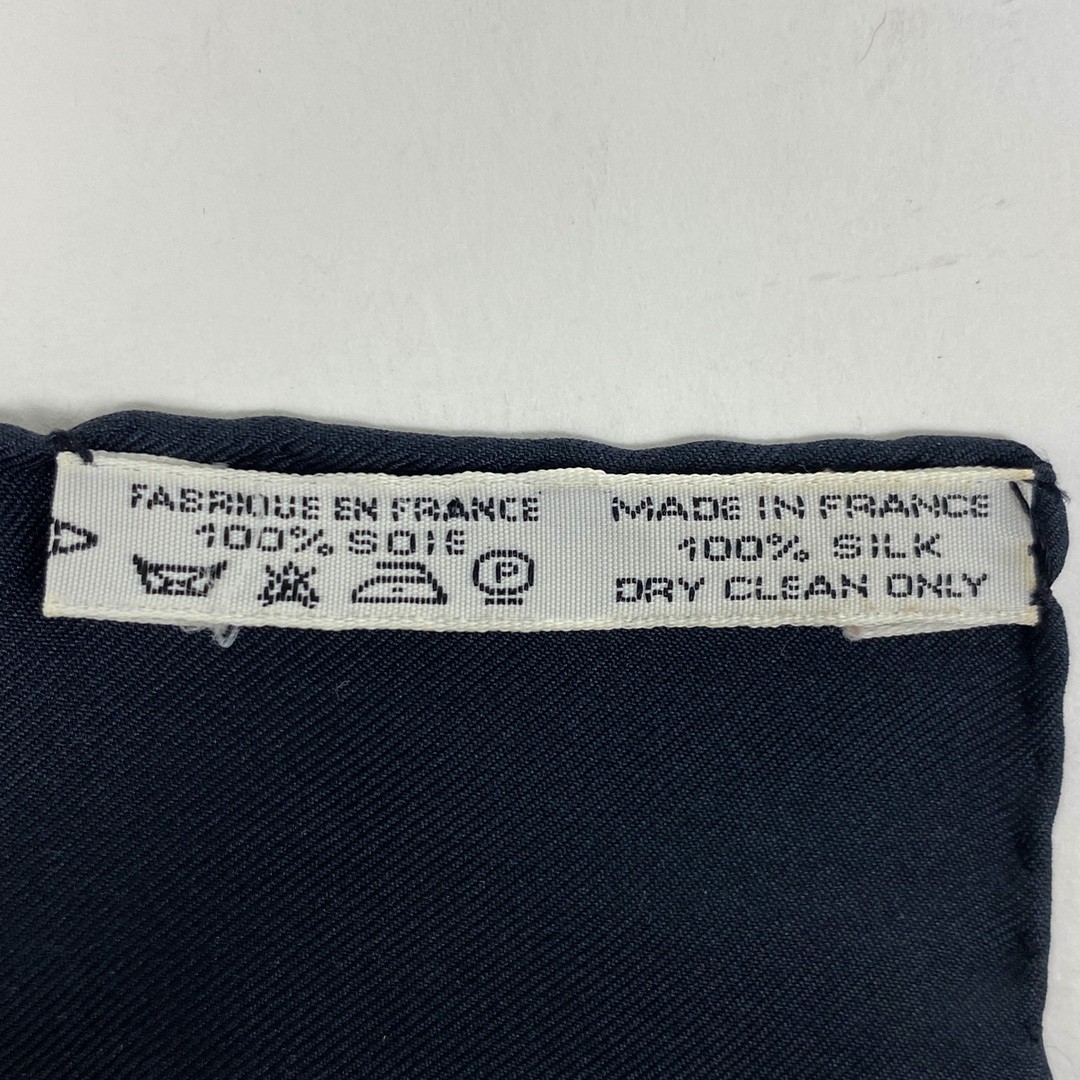 FABRIQUE EN FRANCE
100% SOIE
P
MADE IN FRANCE
100% SILK
DRY CLEAN ONLY